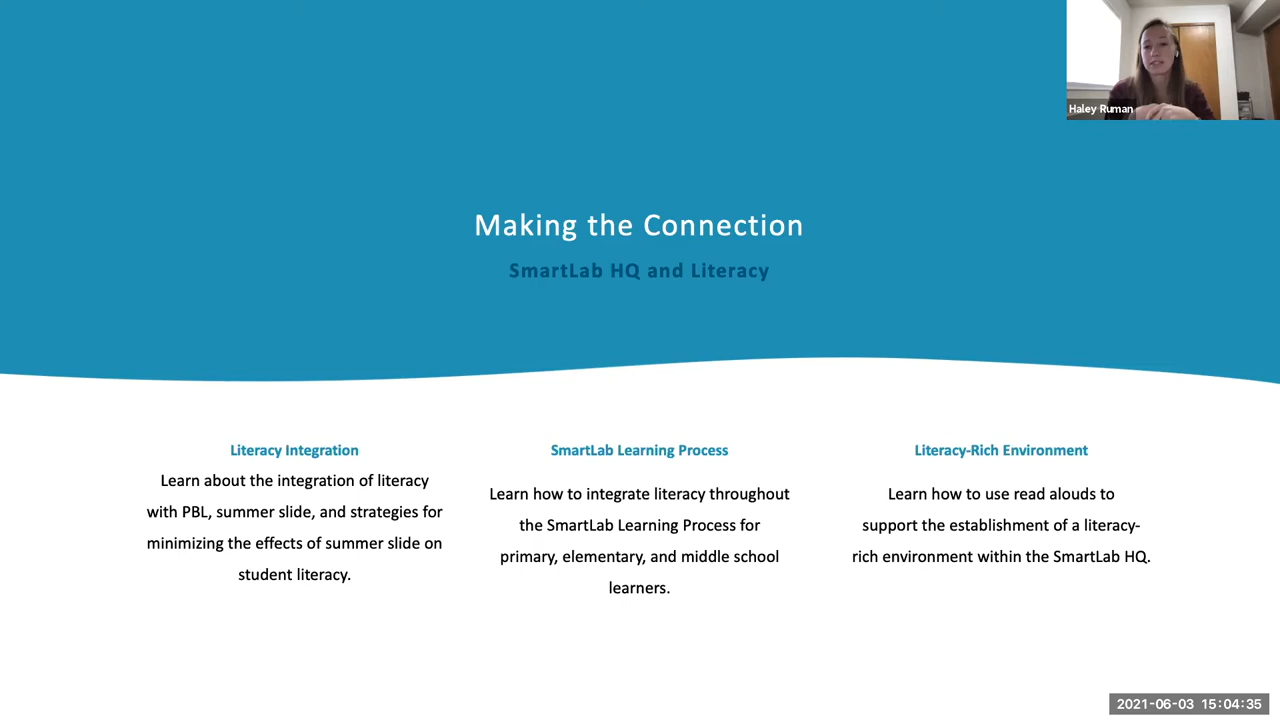 Haley Ruman
Making the Connection
SmartLab HQ and Literacy
Literacy Integration
Learn about the integration of literacy
with PBL, summer slide, and strategies for
minimizing the effects of summer slide on
student literacy.
SmartLab Learning Process
Learn how to integrate literacy throughout
the SmartLab Learning Process for
primary, elementary, and middle school
learners.
Literacy-Rich Environment
Learn how to use read alouds to
support the establishment of a literacy-
rich environment within the SmartLab HQ.
2021-06-03 15:04:35